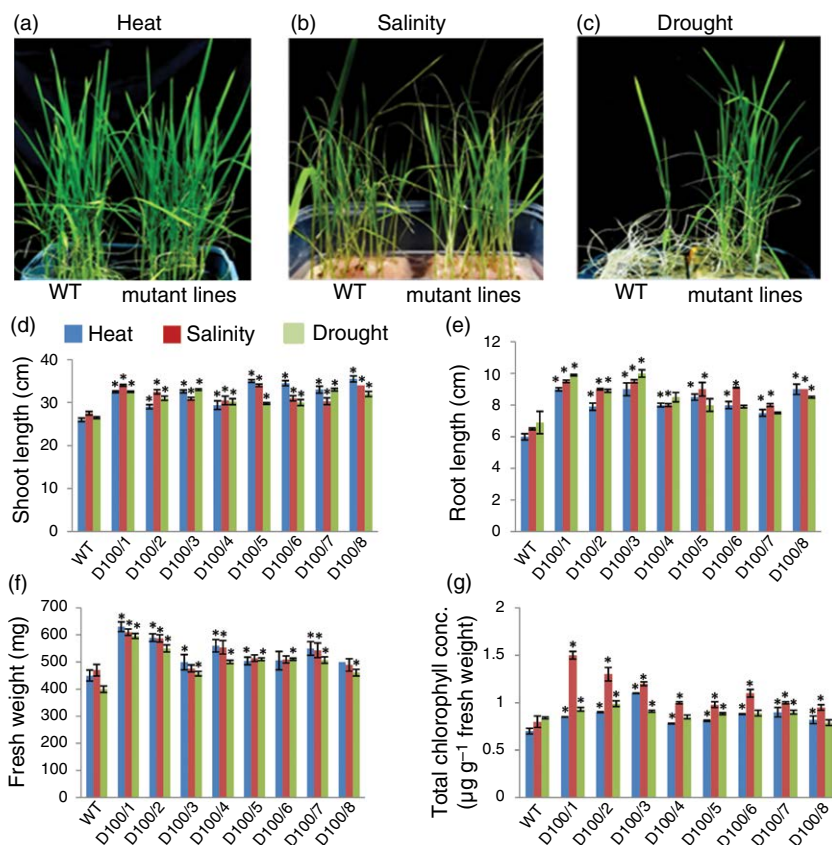 (a) Heat
(b) Salinity
(c) Drought
WT mutant lines
WT mutant lines
WT mutant lines
(d) Heat Salinity Drought
Shoot length (cm)
40
30
20
10
0
WT D100/1 D100/2 D100/3 D100/4 D100/5 D100/6 D100/7 D100/8
(e)
Root length (cm)
12
10
8
6
4
2
0
WT D100/1 D100/2 D100/3 D100/4 D100/5 D100/6 D100/7 D100/8
(f)
Fresh weight (mg)
700
600
500
400
300
200
100
0
WT D100/1 D100/2 D100/3 D100/4 D100/5 D100/6 D100/7 D100/8
(g)
Total chlorophyll conc.
(µg g⁻¹ fresh weight)
2
1.5
1
0.5
0
WT D100/1 D100/2 D100/3 D100/4 D100/5 D100/6 D100/7 D100/8